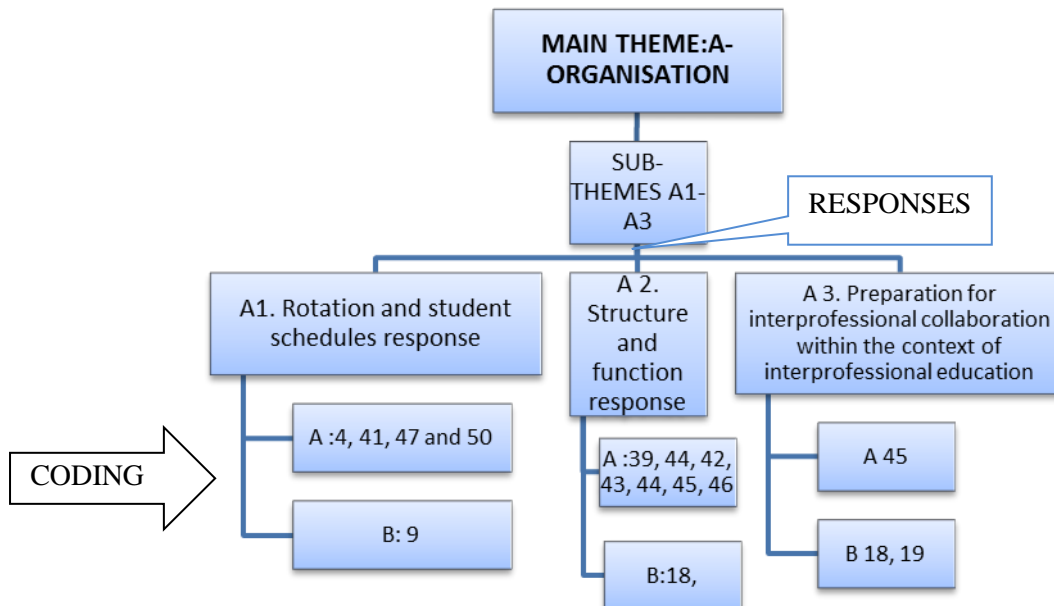 MAIN THEME:A-
ORGANISATION
SUB-
THEMES A1-
A3
RESPONSES
A1. Rotation and student
schedules response
A 2.
Structure
and
function
response
A 3. Preparation for
interprofessional collaboration
within the context of
interprofessional education
CODING
A :4, 41, 47 and 50
B: 9
A :39, 44, 42,
43, 44, 45, 46
B:18,
A 45
B 18, 19